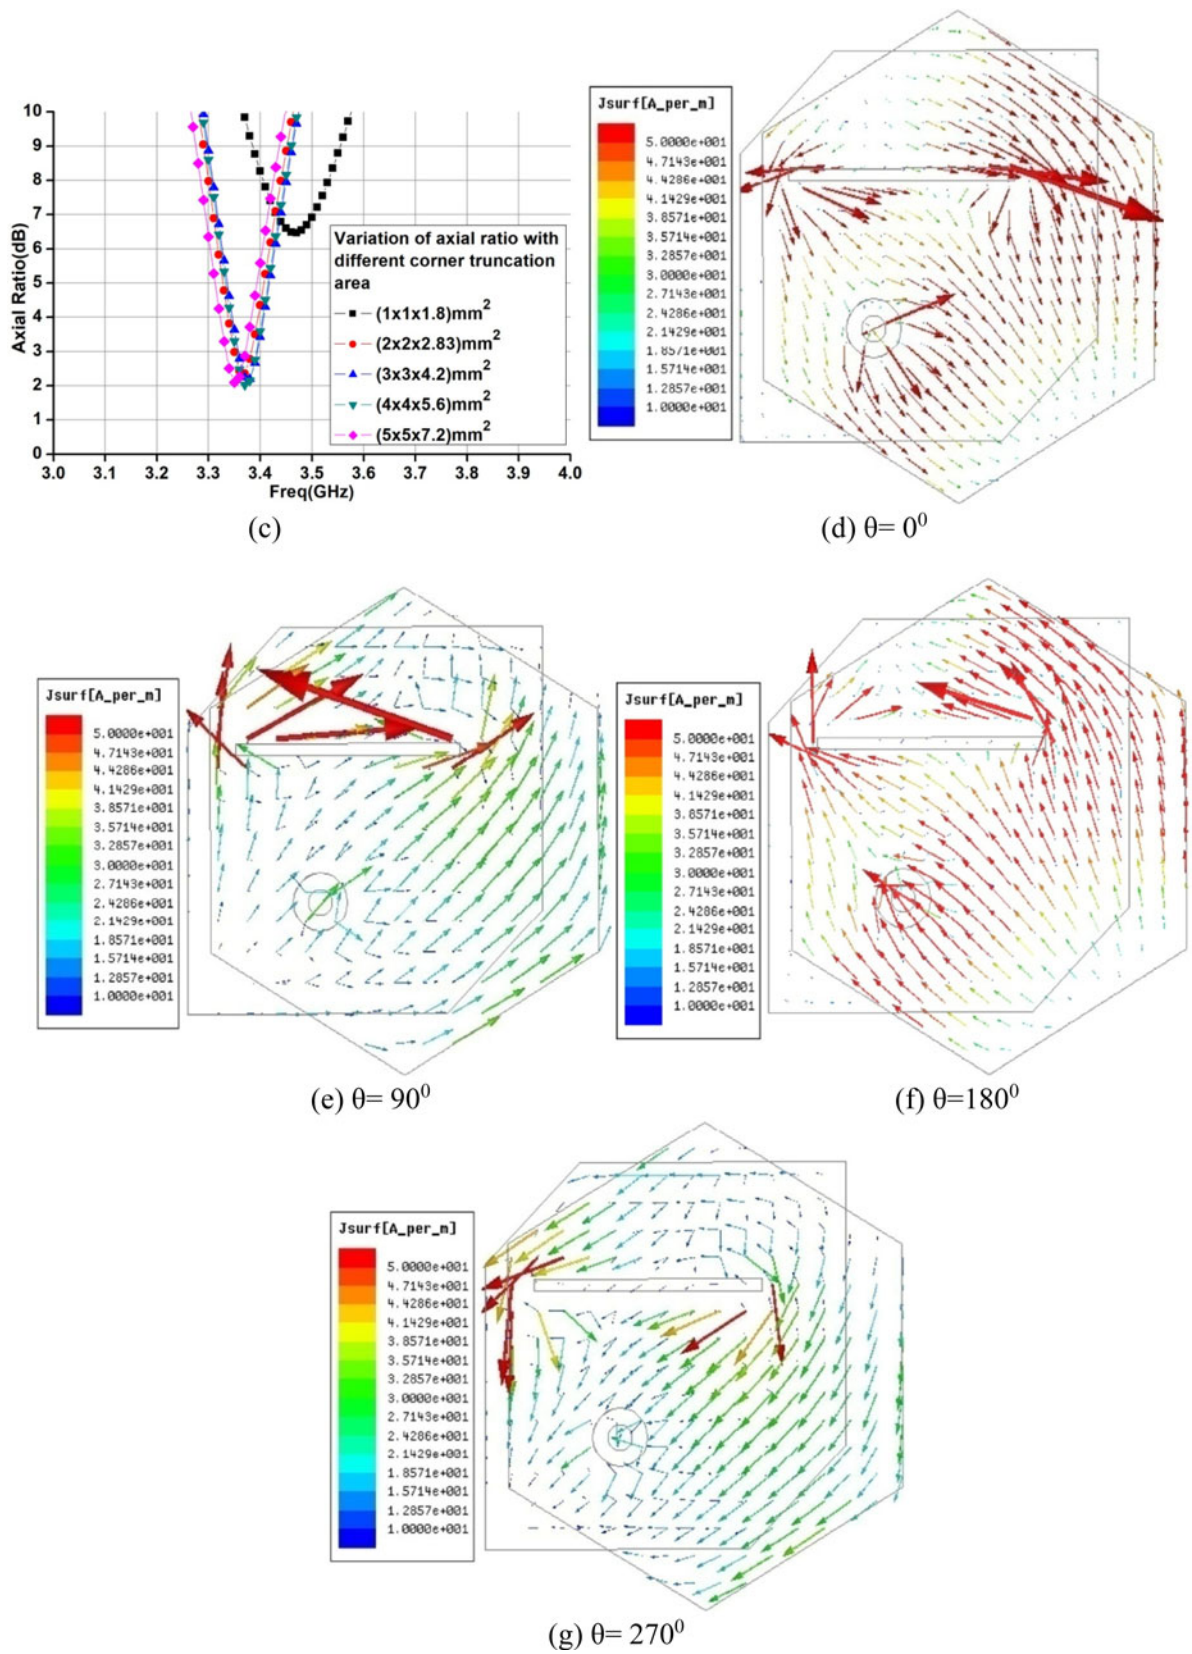 10
9
8
7
6
5
4
3
2
1
0
Axial Ratio(dB)
3.0 3.1 3.2 3.3 3.4 3.5 3.6 3.7 3.8 3.9 4.0
Freq(GHz)
Variation of axial ratio with
different corner truncation
area
(1x1x1.8)mm²
(2x2x2.83)mm²
(3x3x4.2)mm²
(4x4x5.6)mm²
(5x5x7.2)mm²
(c)
Jsurf[A_per_m]
5.0000e+001
4.7143e+001
4.4286e+001
4.1429e+001
3.8571e+001
3.5714e+001
3.2857e+001
3.0000e+001
2.7143e+001
2.4286e+001
2.1429e+001
1.8571e+001
1.5714e+001
1.2857e+001
1.0000e+001
(d) θ= 0⁰
Jsurf[A_per_m]
5.0000e+001
4.7143e+001
4.4286e+001
4.1429e+001
3.8571e+001
3.5714e+001
3.2857e+001
3.0000e+001
2.7143e+001
2.4286e+001
2.1429e+001
1.8571e+001
1.5714e+001
1.2857e+001
1.0000e+001
(e) θ= 90⁰
Jsurf[A_per_m]
5.0000e+001
4.7143e+001
4.4286e+001
4.1429e+001
3.8571e+001
3.5714e+001
3.2857e+001
3.0000e+001
2.7143e+001
2.4286e+001
2.1429e+001
1.8571e+001
1.5714e+001
1.2857e+001
1.0000e+001
(f) θ=180⁰
Jsurf[A_per_m]
5.0000e+001
4.7143e+001
4.4286e+001
4.1429e+001
3.8571e+001
3.5714e+001
3.2857e+001
3.0000e+001
2.7143e+001
2.4286e+001
2.1429e+001
1.8571e+001
1.5714e+001
1.2857e+001
1.0000e+001
(g) θ= 270⁰